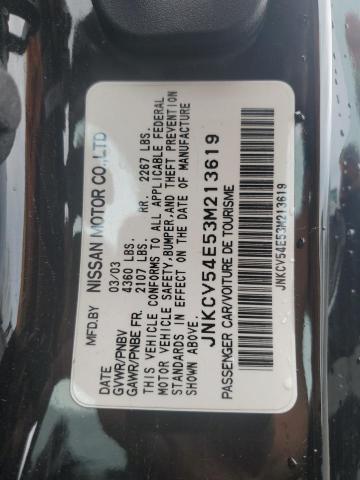 MFD.BY NISSAN MOTOR CO.,LTD
DATE 03/03
GVWR/PNBV 4360 LBS.
GAWR/PNBE FR. 2107 LBS. RR. 2267 LBS.
THIS VEHICLE CONFORMS TO ALL APPLICABLE FEDERAL
MOTOR VEHICLE SAFETY,BUMPER,AND THEFT PREVENTION
STANDARDS IN EFFECT ON THE DATE OF MANUFACTURE
SHOWN ABOVE.
JNKCV54E53M213619
PASSENGER CAR/VOITURE DE TOURISME
JNKCV54E53M213619